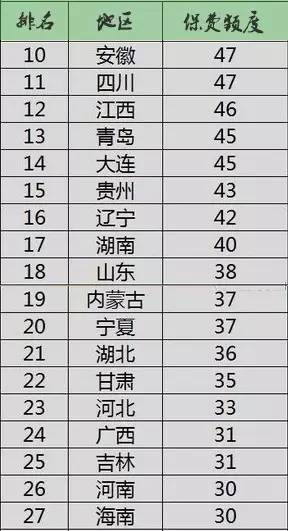 排名 地区 保费额度
10 安徽 47
11 四川 47
12 江西 46
13 青岛 45
14 大连 45
15 贵州 43
16 辽宁 42
17 湖南 40
18 山东 38
19 内蒙古 37
20 宁夏 37
21 湖北 36
22 甘肃 35
23 河北 33
24 广西 31
25 吉林 31
26 河南 30
27 海南 30